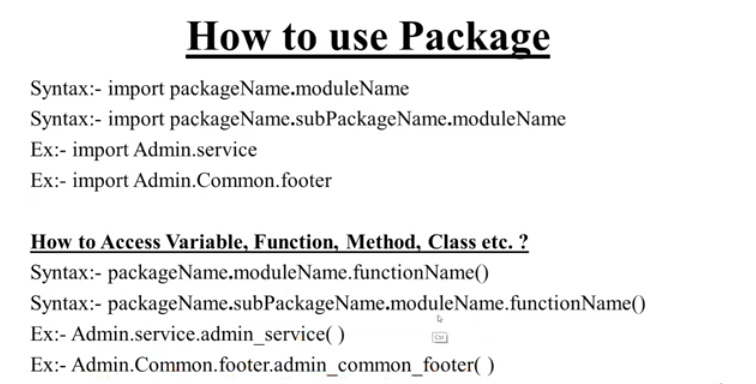 How to use Package
Syntax:- import packageName.moduleName
Syntax:- import packageName.subPackageName.moduleName
Ex:- import Admin.service
Ex:- import Admin.Common.footer
How to Access Variable, Function, Method, Class etc. ?
Syntax:- packageName.moduleName.functionName()
Syntax:- packageName.subPackageName.moduleName.functionName()
Ex:- Admin.service.admin_service( )
Ctrl
Ex:- Admin.Common.footer.admin_common_footer( )